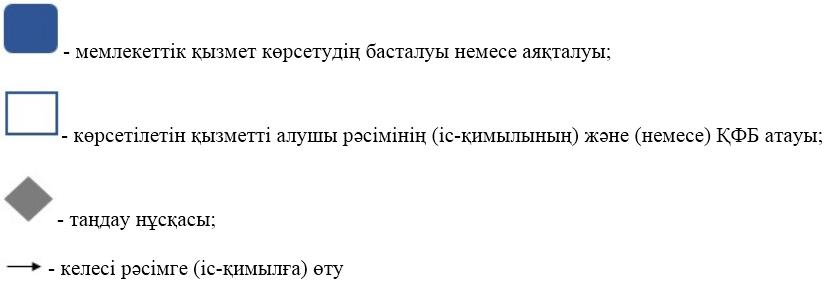 - мемлекеттік қызмет көрсетудің басталуы немесе аяқталуы;
- көрсетілетін қызметті алушы рәсімінің (іс-қимылының) және (немесе) ҚФБ атауы;
- таңдау нұсқасы;
- келесі рәсімге (іс-қимылға) өту